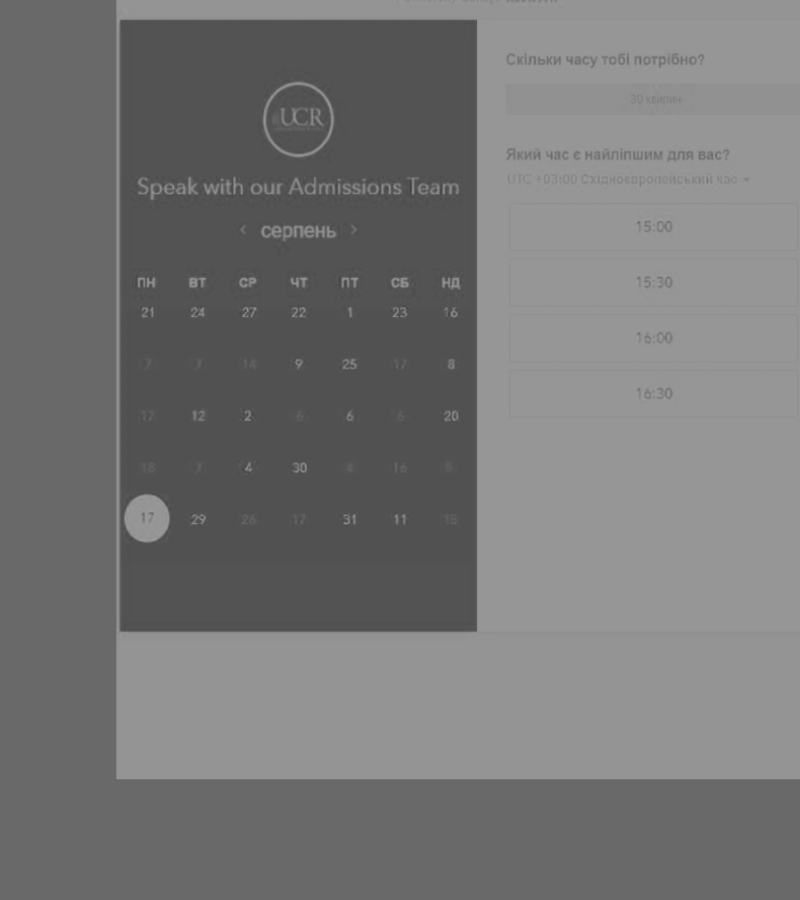 UCR
Speak with our Admissions Team
‹ серпень ›
ПН ВТ СР ЧТ ПТ СБ НД
21 24 27 22 1 23 16
7 7 14 9 25 17 8
17 12 2 6 6 6 20
18 7 4 30 4 16 5
17 29 26 17 31 11 15
Скільки часу тобі потрібно?
30 хвилин
Який час є найліпшим для вас?
UTC +03:00 Східноєвропейський час
15:00
15:30
16:00
16:30